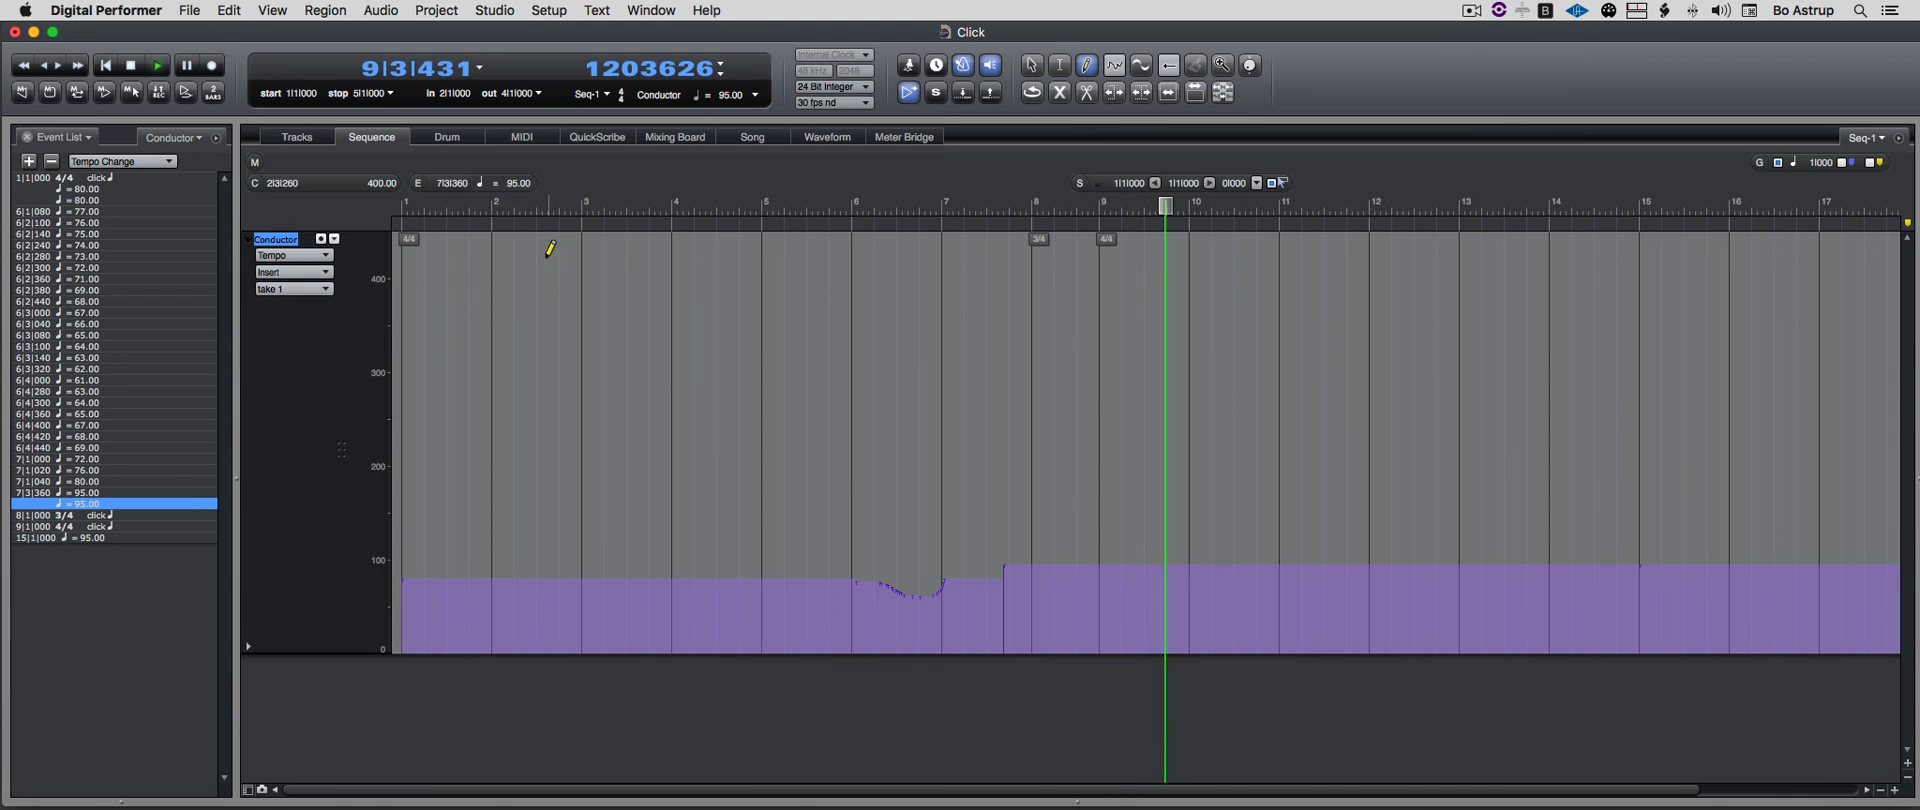 Digital Performer File Edit View Region Audio Project Studio Setup Text Window Help Bo Astrup
Click
9|3|431 1203626
start 1|1|000 stop 5|1|000 in 2|1|000 out 4|1|000 Seq-1 4/4 Conductor = 95.00
Internal Clock
48 kHz 2048
24 Bit Integer
30 fps nd
REC 2 BARS
S
Event List Conductor
Tracks Sequence Drum MIDI QuickScribe Mixing Board Song Waveform Meter Bridge Seq-1
Tempo Change
M G 1|000
C 2|3|260 400.00 E 7|3|360 = 95.00 S 1|1|000 1|1|000 0|000
1 2 3 4 5 6 7 8 9 10 11 12 13 14 15 16 17
Conductor
Tempo
Insert
take 1
4/4 3/4 4/4
400
300
200
100
0
1|1|000 4/4 click
= 80.00
= 80.00
6|1|080 = 77.00
6|2|100 = 76.00
6|2|140 = 75.00
6|2|240 = 74.00
6|2|280 = 73.00
6|2|300 = 72.00
6|2|360 = 71.00
6|2|380 = 69.00
6|2|440 = 68.00
6|3|000 = 67.00
6|3|040 = 66.00
6|3|080 = 65.00
6|3|100 = 64.00
6|3|140 = 63.00
6|3|320 = 62.00
6|4|000 = 61.00
6|4|280 = 63.00
6|4|300 = 64.00
6|4|360 = 65.00
6|4|400 = 67.00
6|4|420 = 68.00
6|4|440 = 69.00
7|1|000 = 72.00
7|1|020 = 76.00
7|1|040 = 80.00
7|3|360 = 95.00
= 95.00
8|1|000 3/4 click
9|1|000 4/4 click
15|1|000 = 95.00